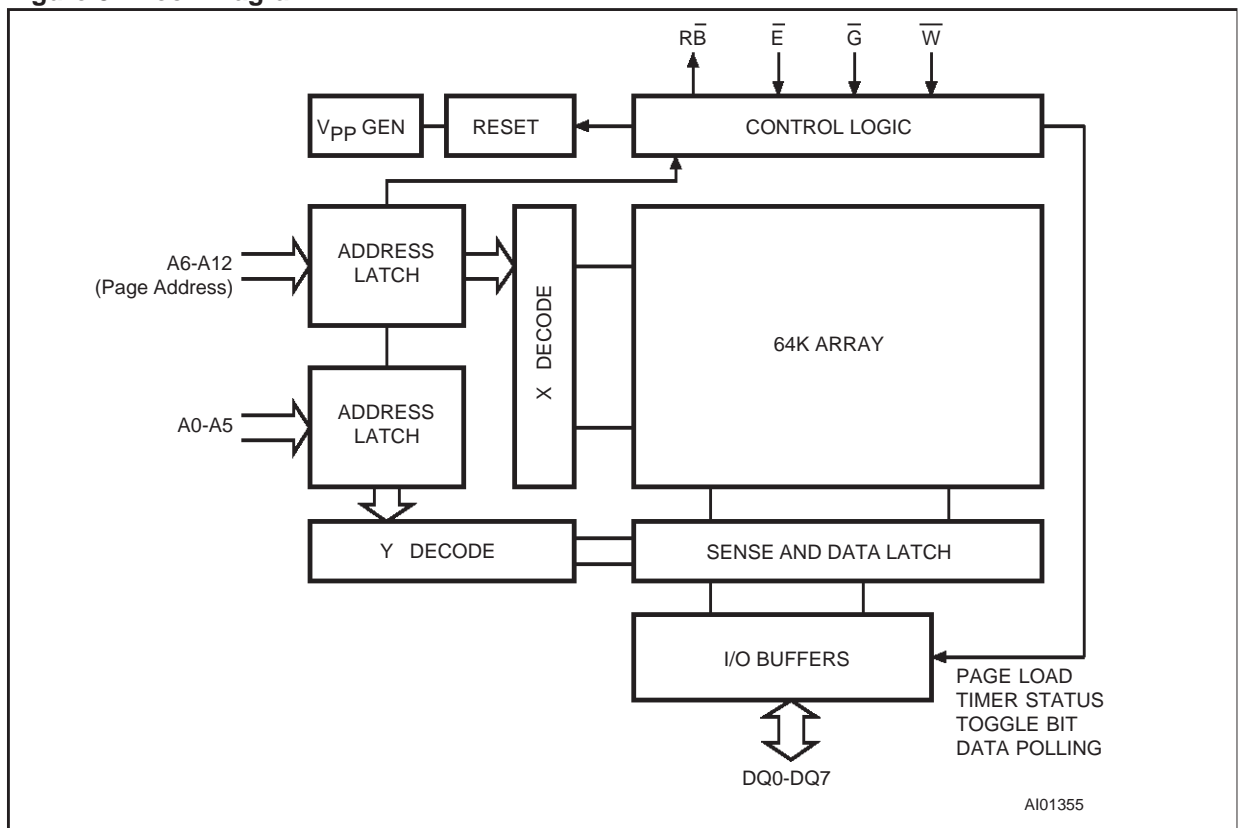 RB̅ E̅ G̅ W̅
VPP GEN
RESET
CONTROL LOGIC
A6-A12
(Page Address)
ADDRESS
LATCH
X DECODE
64K ARRAY
A0-A5
ADDRESS
LATCH
Y DECODE
SENSE AND DATA LATCH
I/O BUFFERS
PAGE LOAD
TIMER STATUS
TOGGLE BIT
DATA POLLING
DQ0-DQ7
AI01355